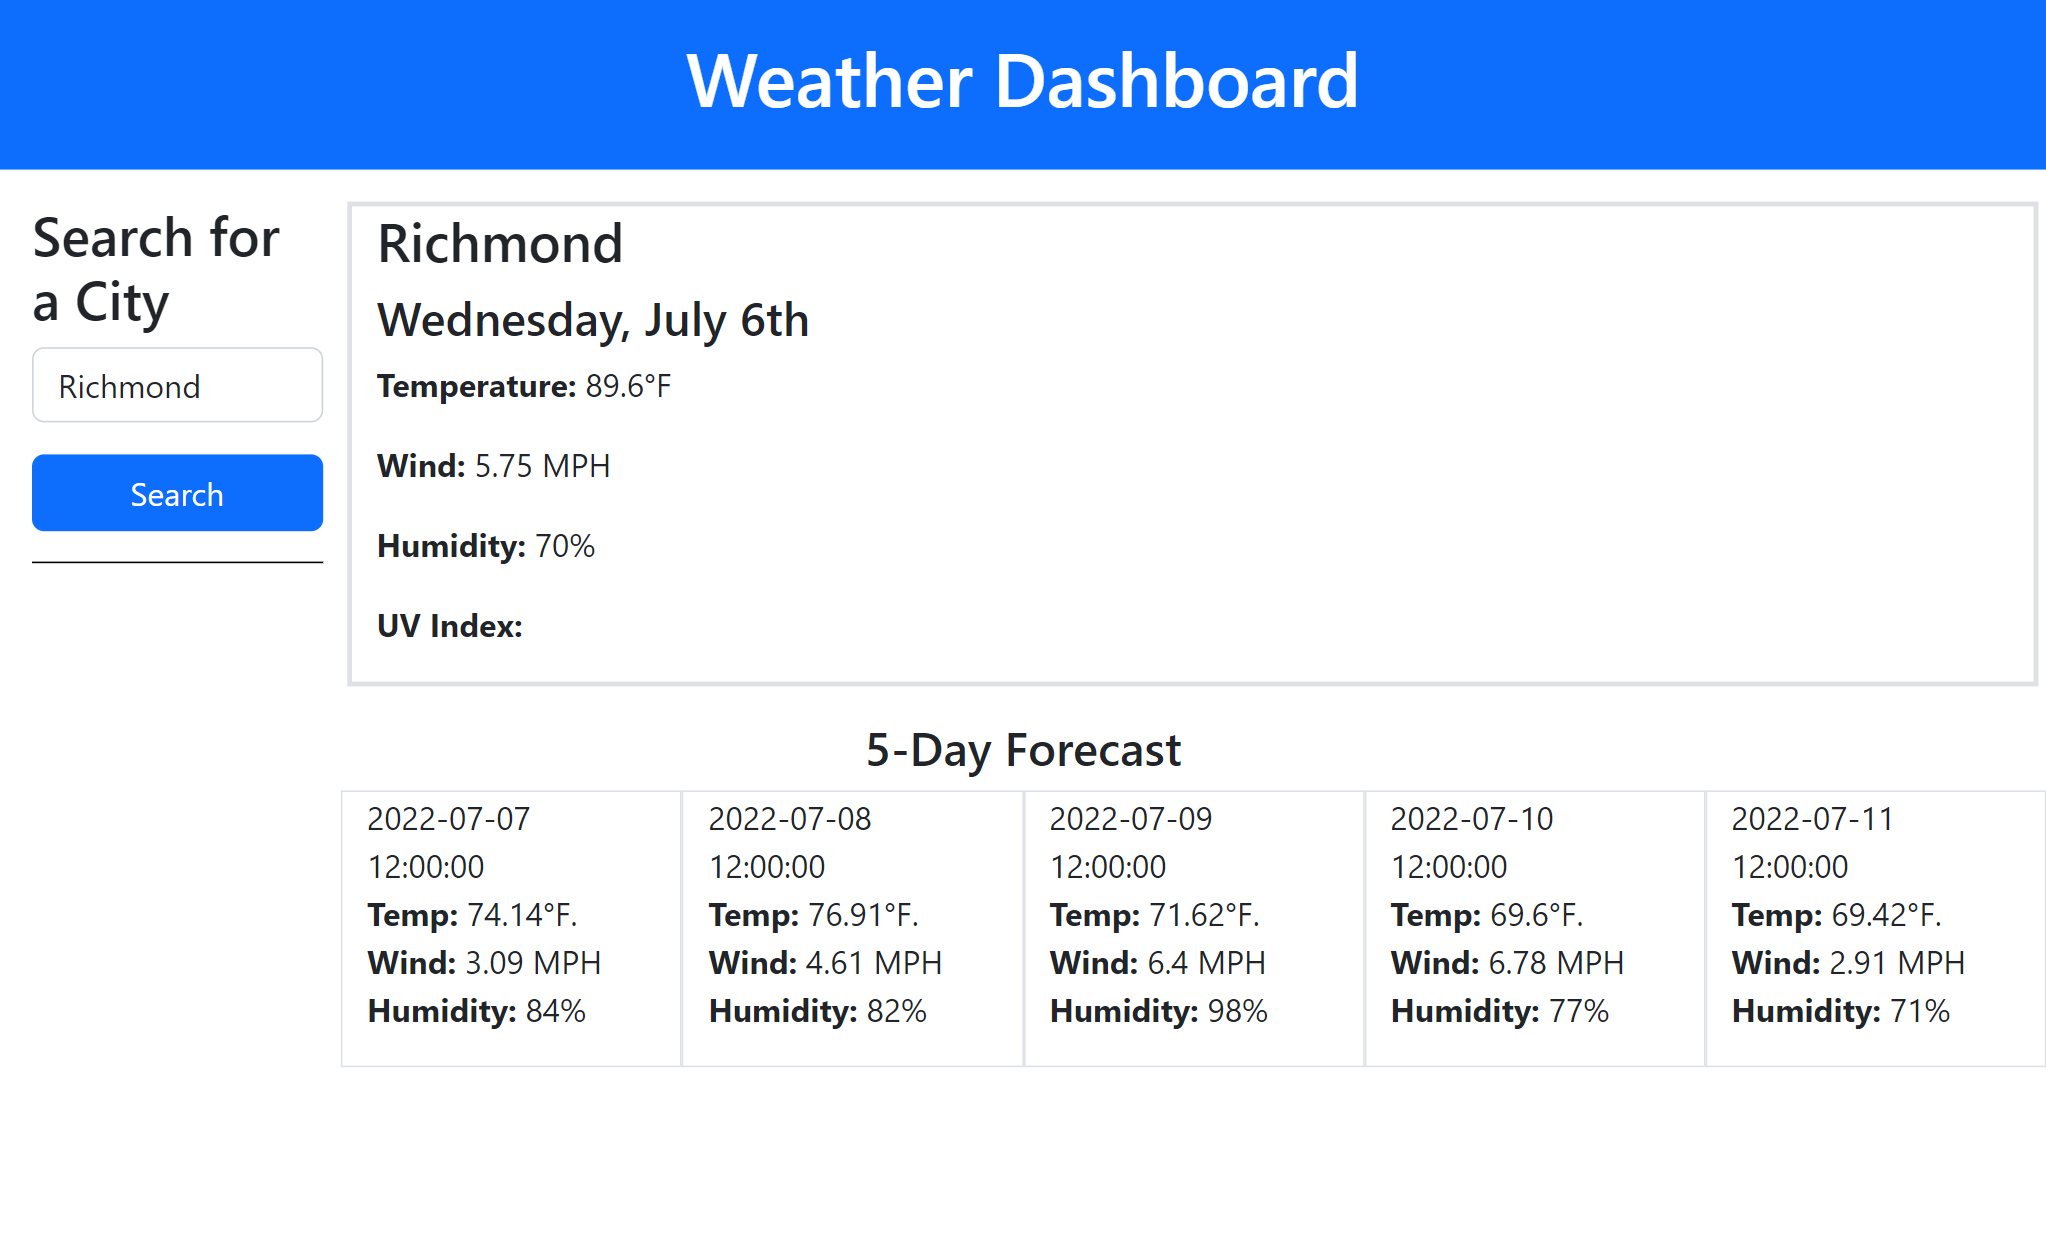 Weather Dashboard
Search for
a City
Richmond
Search
Richmond
Wednesday, July 6th
Temperature: 89.6°F
Wind: 5.75 MPH
Humidity: 70%
UV Index:
5-Day Forecast
2022-07-07
12:00:00
Temp: 74.14°F.
Wind: 3.09 MPH
Humidity: 84%
2022-07-08
12:00:00
Temp: 76.91°F.
Wind: 4.61 MPH
Humidity: 82%
2022-07-09
12:00:00
Temp: 71.62°F.
Wind: 6.4 MPH
Humidity: 98%
2022-07-10
12:00:00
Temp: 69.6°F.
Wind: 6.78 MPH
Humidity: 77%
2022-07-11
12:00:00
Temp: 69.42°F.
Wind: 2.91 MPH
Humidity: 71%